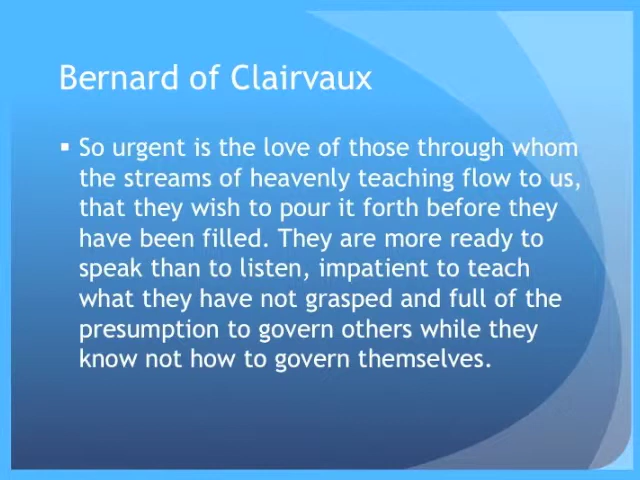 Bernard of Clairvaux
▪ So urgent is the love of those through whom
the streams of heavenly teaching flow to us,
that they wish to pour it forth before they
have been filled. They are more ready to
speak than to listen, impatient to teach
what they have not grasped and full of the
presumption to govern others while they
know not how to govern themselves.